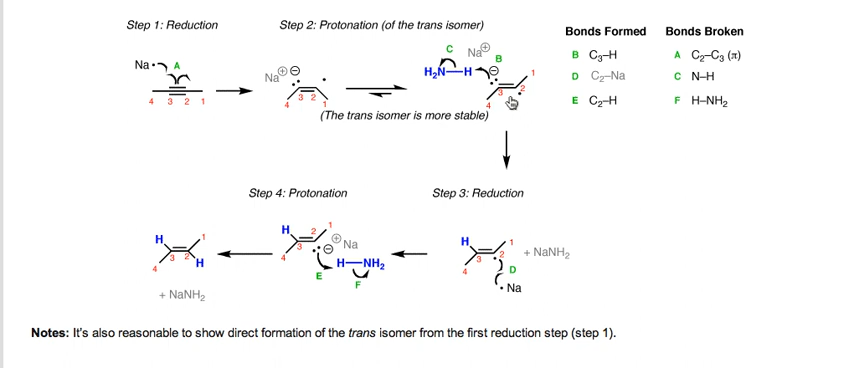 Step 1: Reduction
Step 2: Protonation (of the trans isomer)
Bonds Formed Bonds Broken
Na· A
4 3 2 1
Na⊕ ⊖
4 3 2 1
C Na⊕ B
H₂N—H ⊖
4 3 2 1
(The trans isomer is more stable)
B C₃–H A C₂–C₃ (π)
D C₂–Na C N–H
E C₂–H F H–NH₂
Step 4: Protonation
Step 3: Reduction
H 1
4 3 2 H
+ NaNH₂
H 2 1
4 3 ⊖ ⊕ Na
H—NH₂
E F
H 1
4 3 2 + NaNH₂
D
· Na
Notes: It's also reasonable to show direct formation of the trans isomer from the first reduction step (step 1).